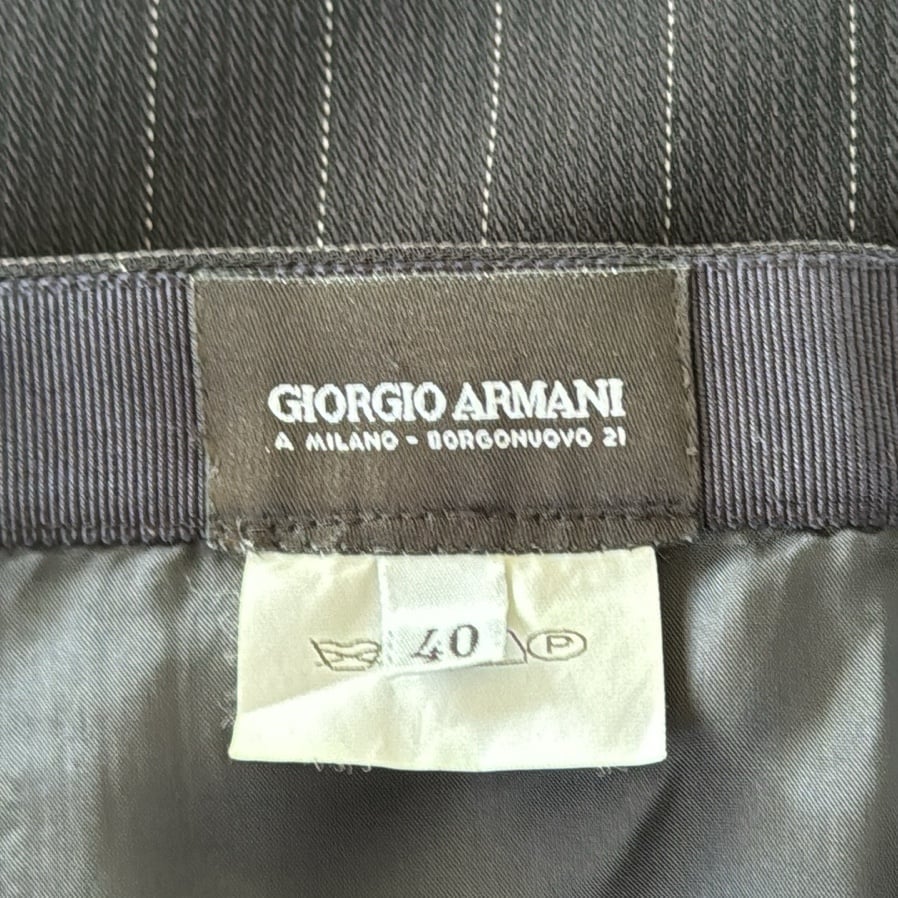 GIORGIO ARMANI
A MILANO - BORGONUOVO 21
40
P